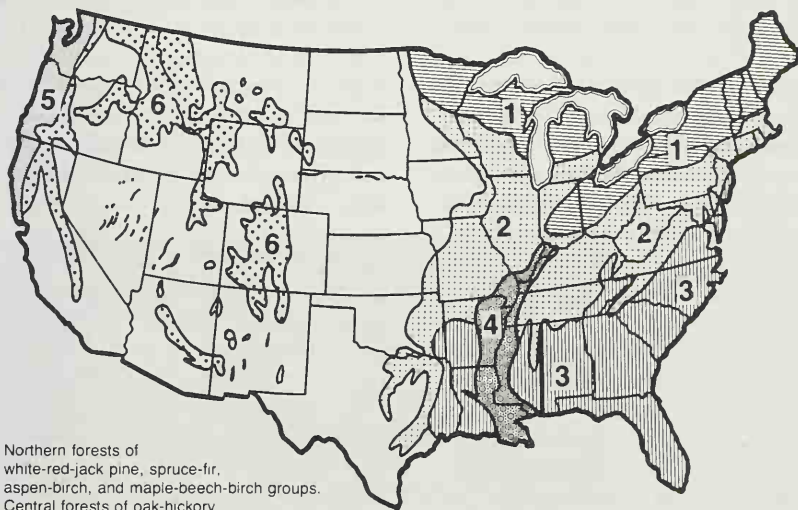 1
1
5
6
2
2
6
3
4
3
Northern forests of
white-red-jack pine, spruce-fir,
aspen-birch, and maple-beech-birch groups.
Central forests of oak-hickory